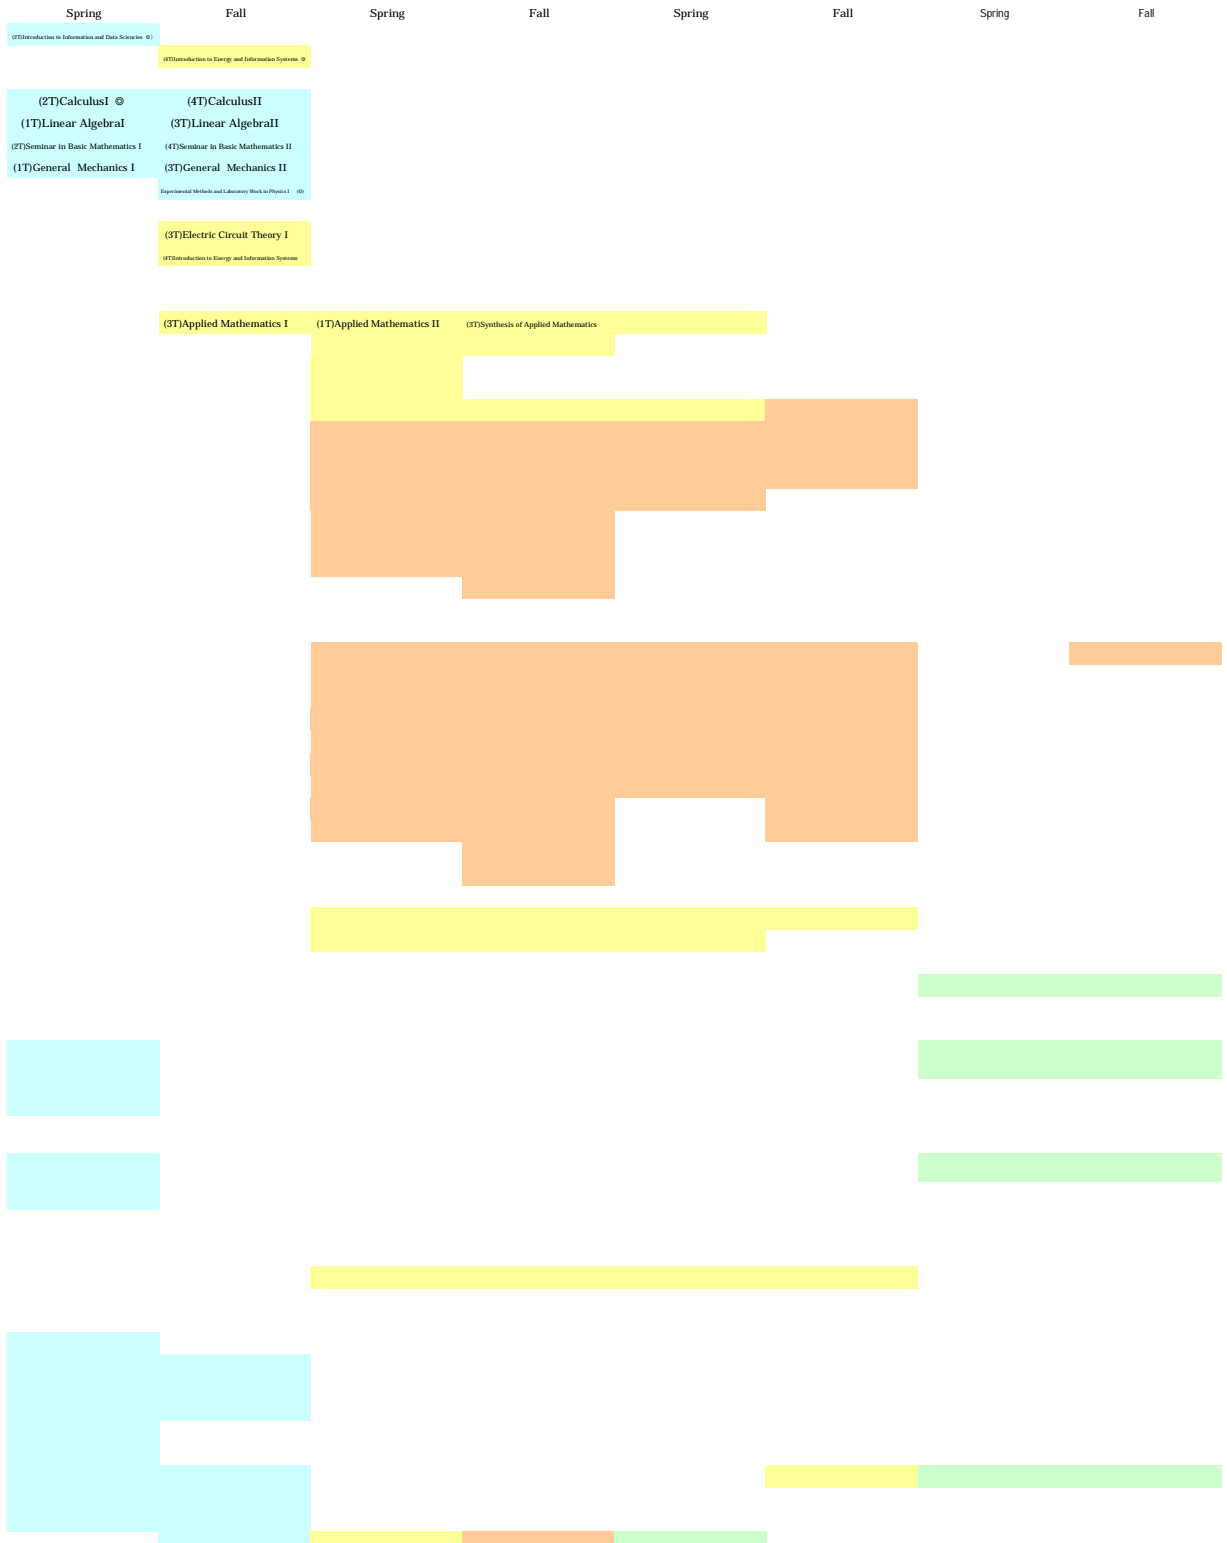 Spring Fall Spring Fall Spring Fall Spring Fall
(2T)Introduction to Information and Data Sciencies ◎)
(4T)Introduction to Energy and Information Systems ◎
(2T)CalculusI ◎ (4T)CalculusII
(1T)Linear AlgebraI (3T)Linear AlgebraII
(2T)Seminar in Basic Mathematics I (4T)Seminar in Basic Mathematics II
(1T)General Mechanics I (3T)General Mechanics II
Experimental Methods and Laboratory Work in Physics I (◎)
(3T)Electric Circuit Theory I
(4T)Introduction to Energy and Information Systems
(3T)Applied Mathematics I (1T)Applied Mathematics II (3T)Synthesis of Applied Mathematics